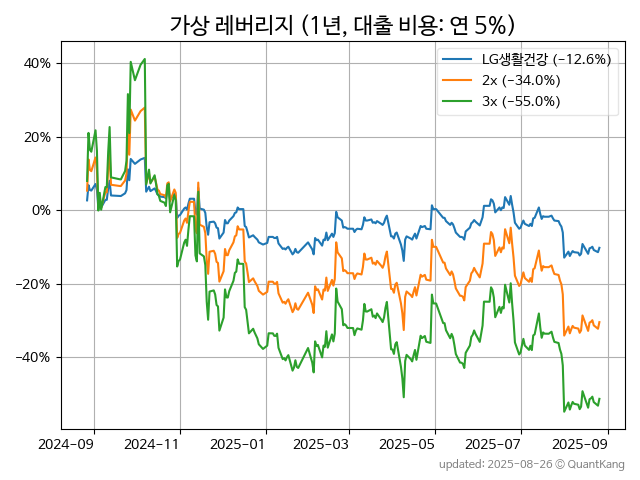 가상 레버리지 (1년, 대출 비용: 연 5%)
LG생활건강 (−12.6%)
2x (−34.0%)
3x (−55.0%)
40%
20%
0%
−20%
−40%
2024-09 2024-11 2025-01 2025-03 2025-05 2025-07 2025-09
updated: 2025-08-26 © QuantKang